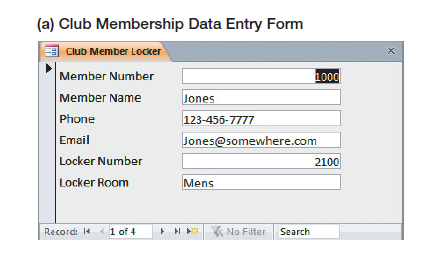 (a) Club Membership Data Entry Form
Club Member Locker
Member Number 1000
Member Name Jones
Phone 123-456-7777
Email Jones@somewhere.com
Locker Number 2100
Locker Room Mens
Record: 1 of 4 No Filter Search